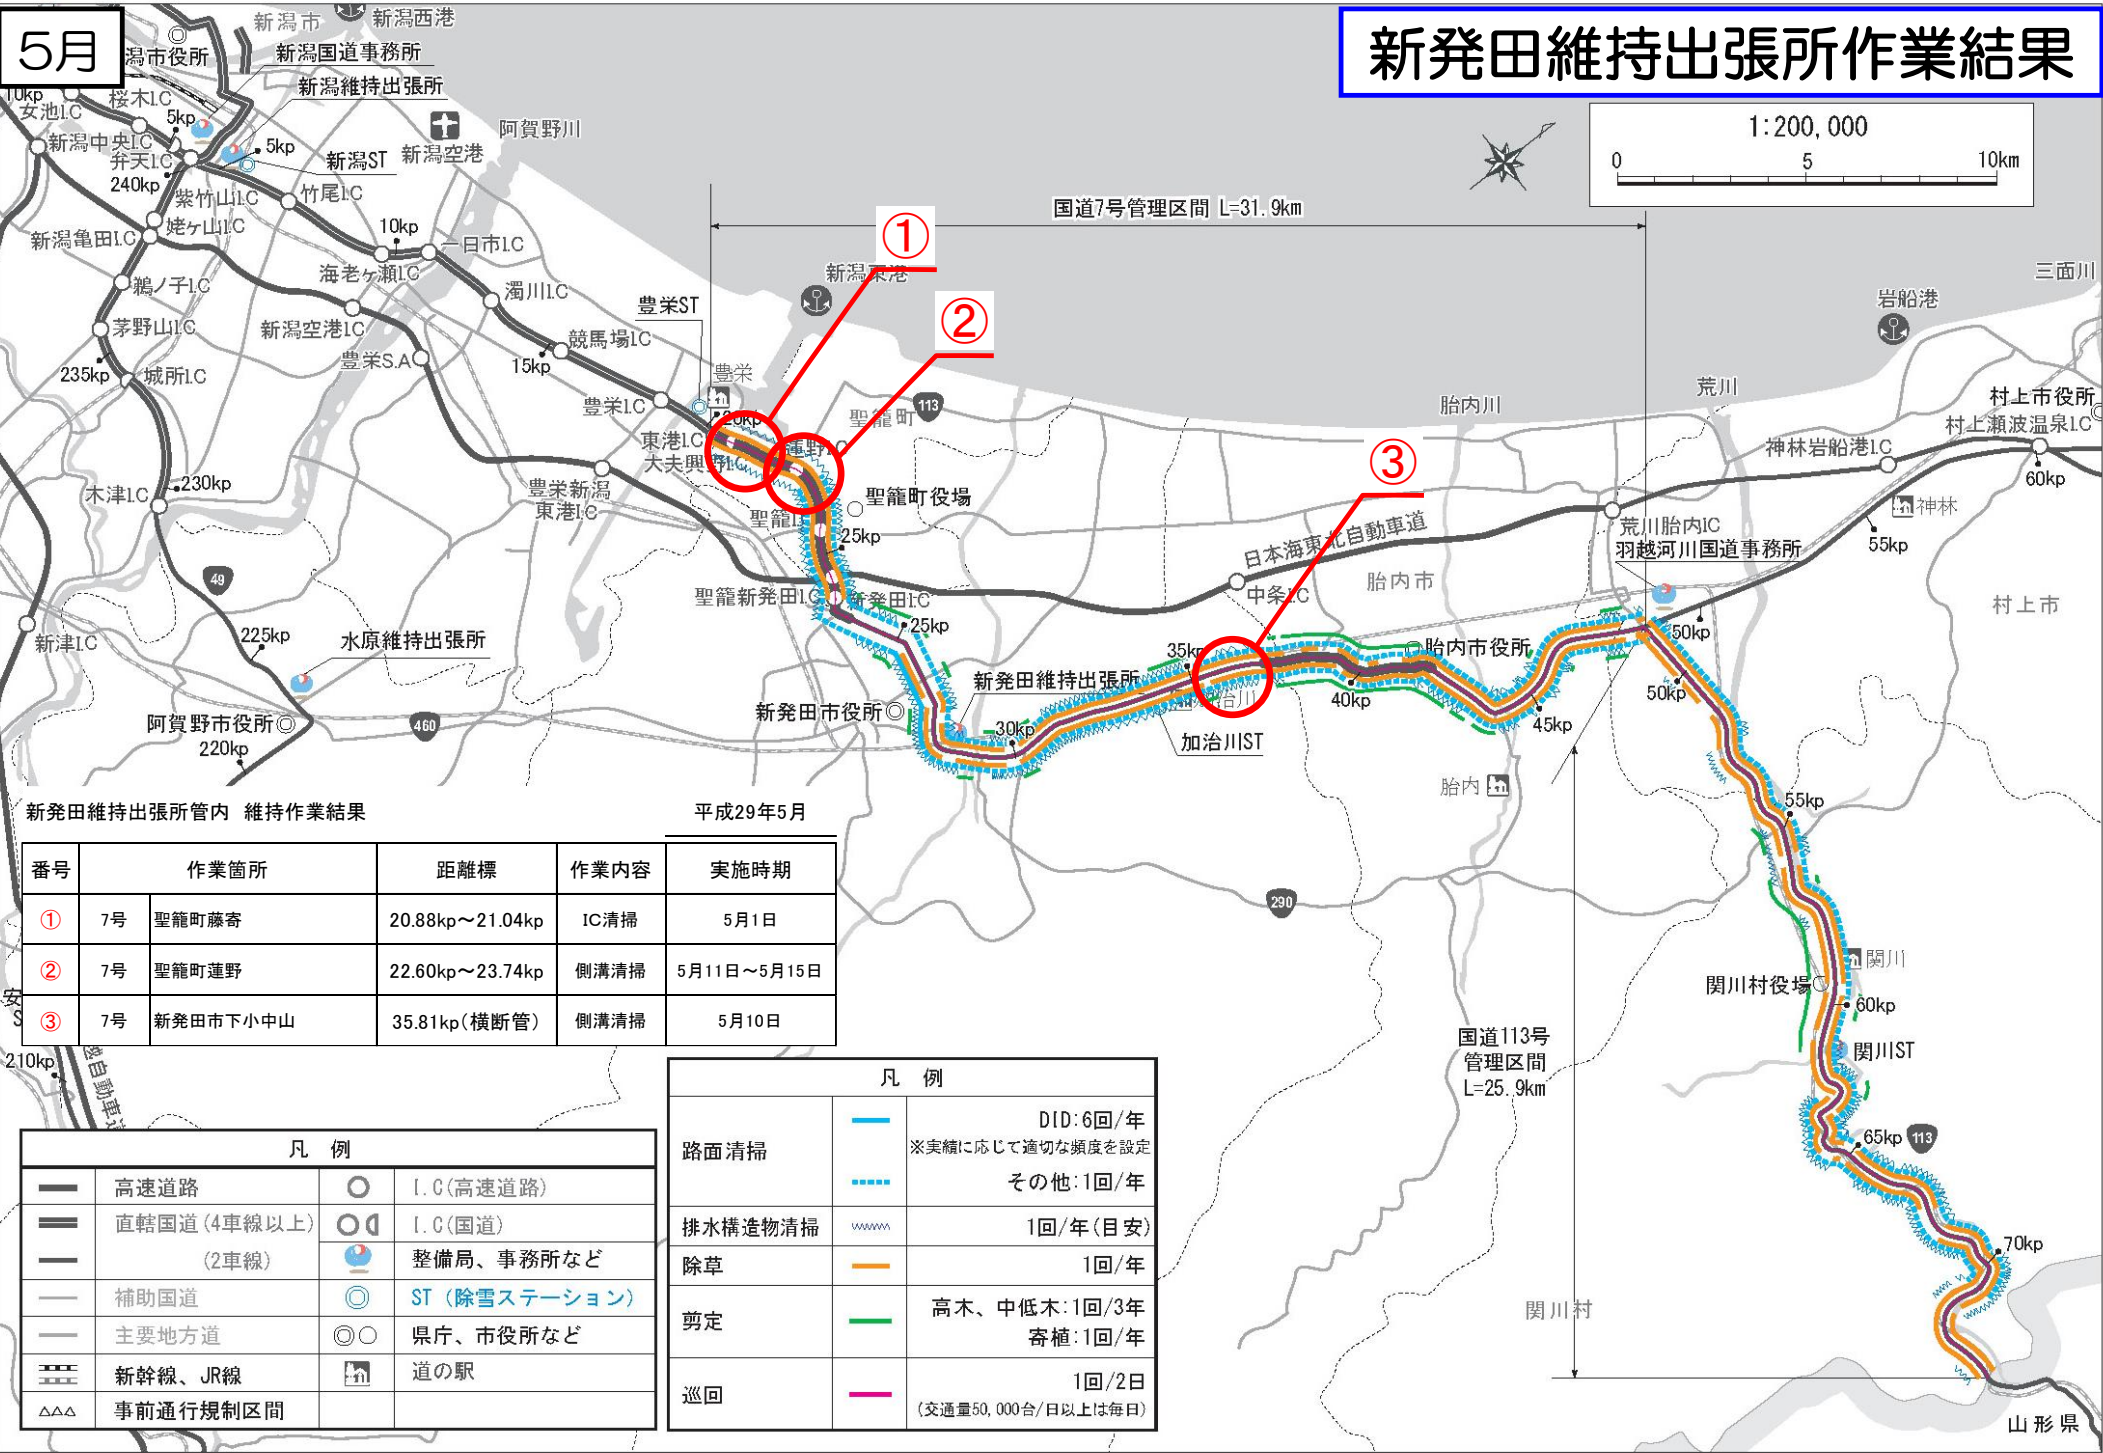 5月
新発田維持出張所作業結果
1:200,000
0 5 10km
新潟市
新潟西港
潟市役所
新潟国道事務所
新潟維持出張所
10kp
桜木I.C
女池I.C
5kp
新潟中央I.C
弁天I.C
5kp
新潟ST
新潟空港
阿賀野川
240kp
紫竹山I.C
竹尾I.C
姥ヶ山I.C
新潟亀田I.C
10kp
一日市I.C
海老ヶ瀬I.C
鵜ノ子I.C
濁川I.C
茅野山I.C
新潟空港I.C
競馬場I.C
豊栄S.A
15kp
235kp
城所I.C
豊栄I.C
豊栄ST
豊栄
新潟東港
国道7号管理区間 L=31.9km
①
②
③
20kp
東港I.C
大夫興野I.C
蓮野I.C
聖籠町
113
聖籠町役場
聖籠I.C
25kp
豊栄新潟
東港I.C
木津I.C
230kp
49
225kp
新津I.C
水原維持出張所
阿賀野市役所
220kp
460
聖籠新発田I.C
新発田I.C
25kp
新発田市役所
新発田維持出張所
30kp
35kp
加治川
加治川ST
日本海東北自動車道
中条I.C
胎内市
胎内市役所
40kp
45kp
胎内川
荒川
岩船港
三面川
村上市役所
村上瀬波温泉I.C
神林岩船港I.C
60kp
神林
55kp
荒川胎内IC
羽越河川国道事務所
村上市
50kp
50kp
胎内
55kp
290
関川
関川村役場
60kp
関川ST
国道113号
管理区間
L=25.9km
65kp
113
70kp
関川村
山形県
210kp
新発田維持出張所管内 維持作業結果 平成29年5月
番号 作業箇所 距離標 作業内容 実施時期
① 7号 聖籠町藤寄 20.88kp～21.04kp IC清掃 5月1日
② 7号 聖籠町蓮野 22.60kp～23.74kp 側溝清掃 5月11日～5月15日
③ 7号 新発田市下小中山 35.81kp(横断管) 側溝清掃 5月10日
凡 例
高速道路 I.C(高速道路)
直轄国道(4車線以上) I.C(国道)
(2車線) 整備局、事務所など
補助国道 ST (除雪ステーション)
主要地方道 県庁、市役所など
新幹線、JR線 道の駅
事前通行規制区間
凡 例
路面清掃 DID:6回/年
※実績に応じて適切な頻度を設定
その他:1回/年
排水構造物清掃 1回/年(目安)
除草 1回/年
剪定 高木、中低木:1回/3年
寄植:1回/年
巡回 1回/2日
(交通量50,000台/日以上は毎日)